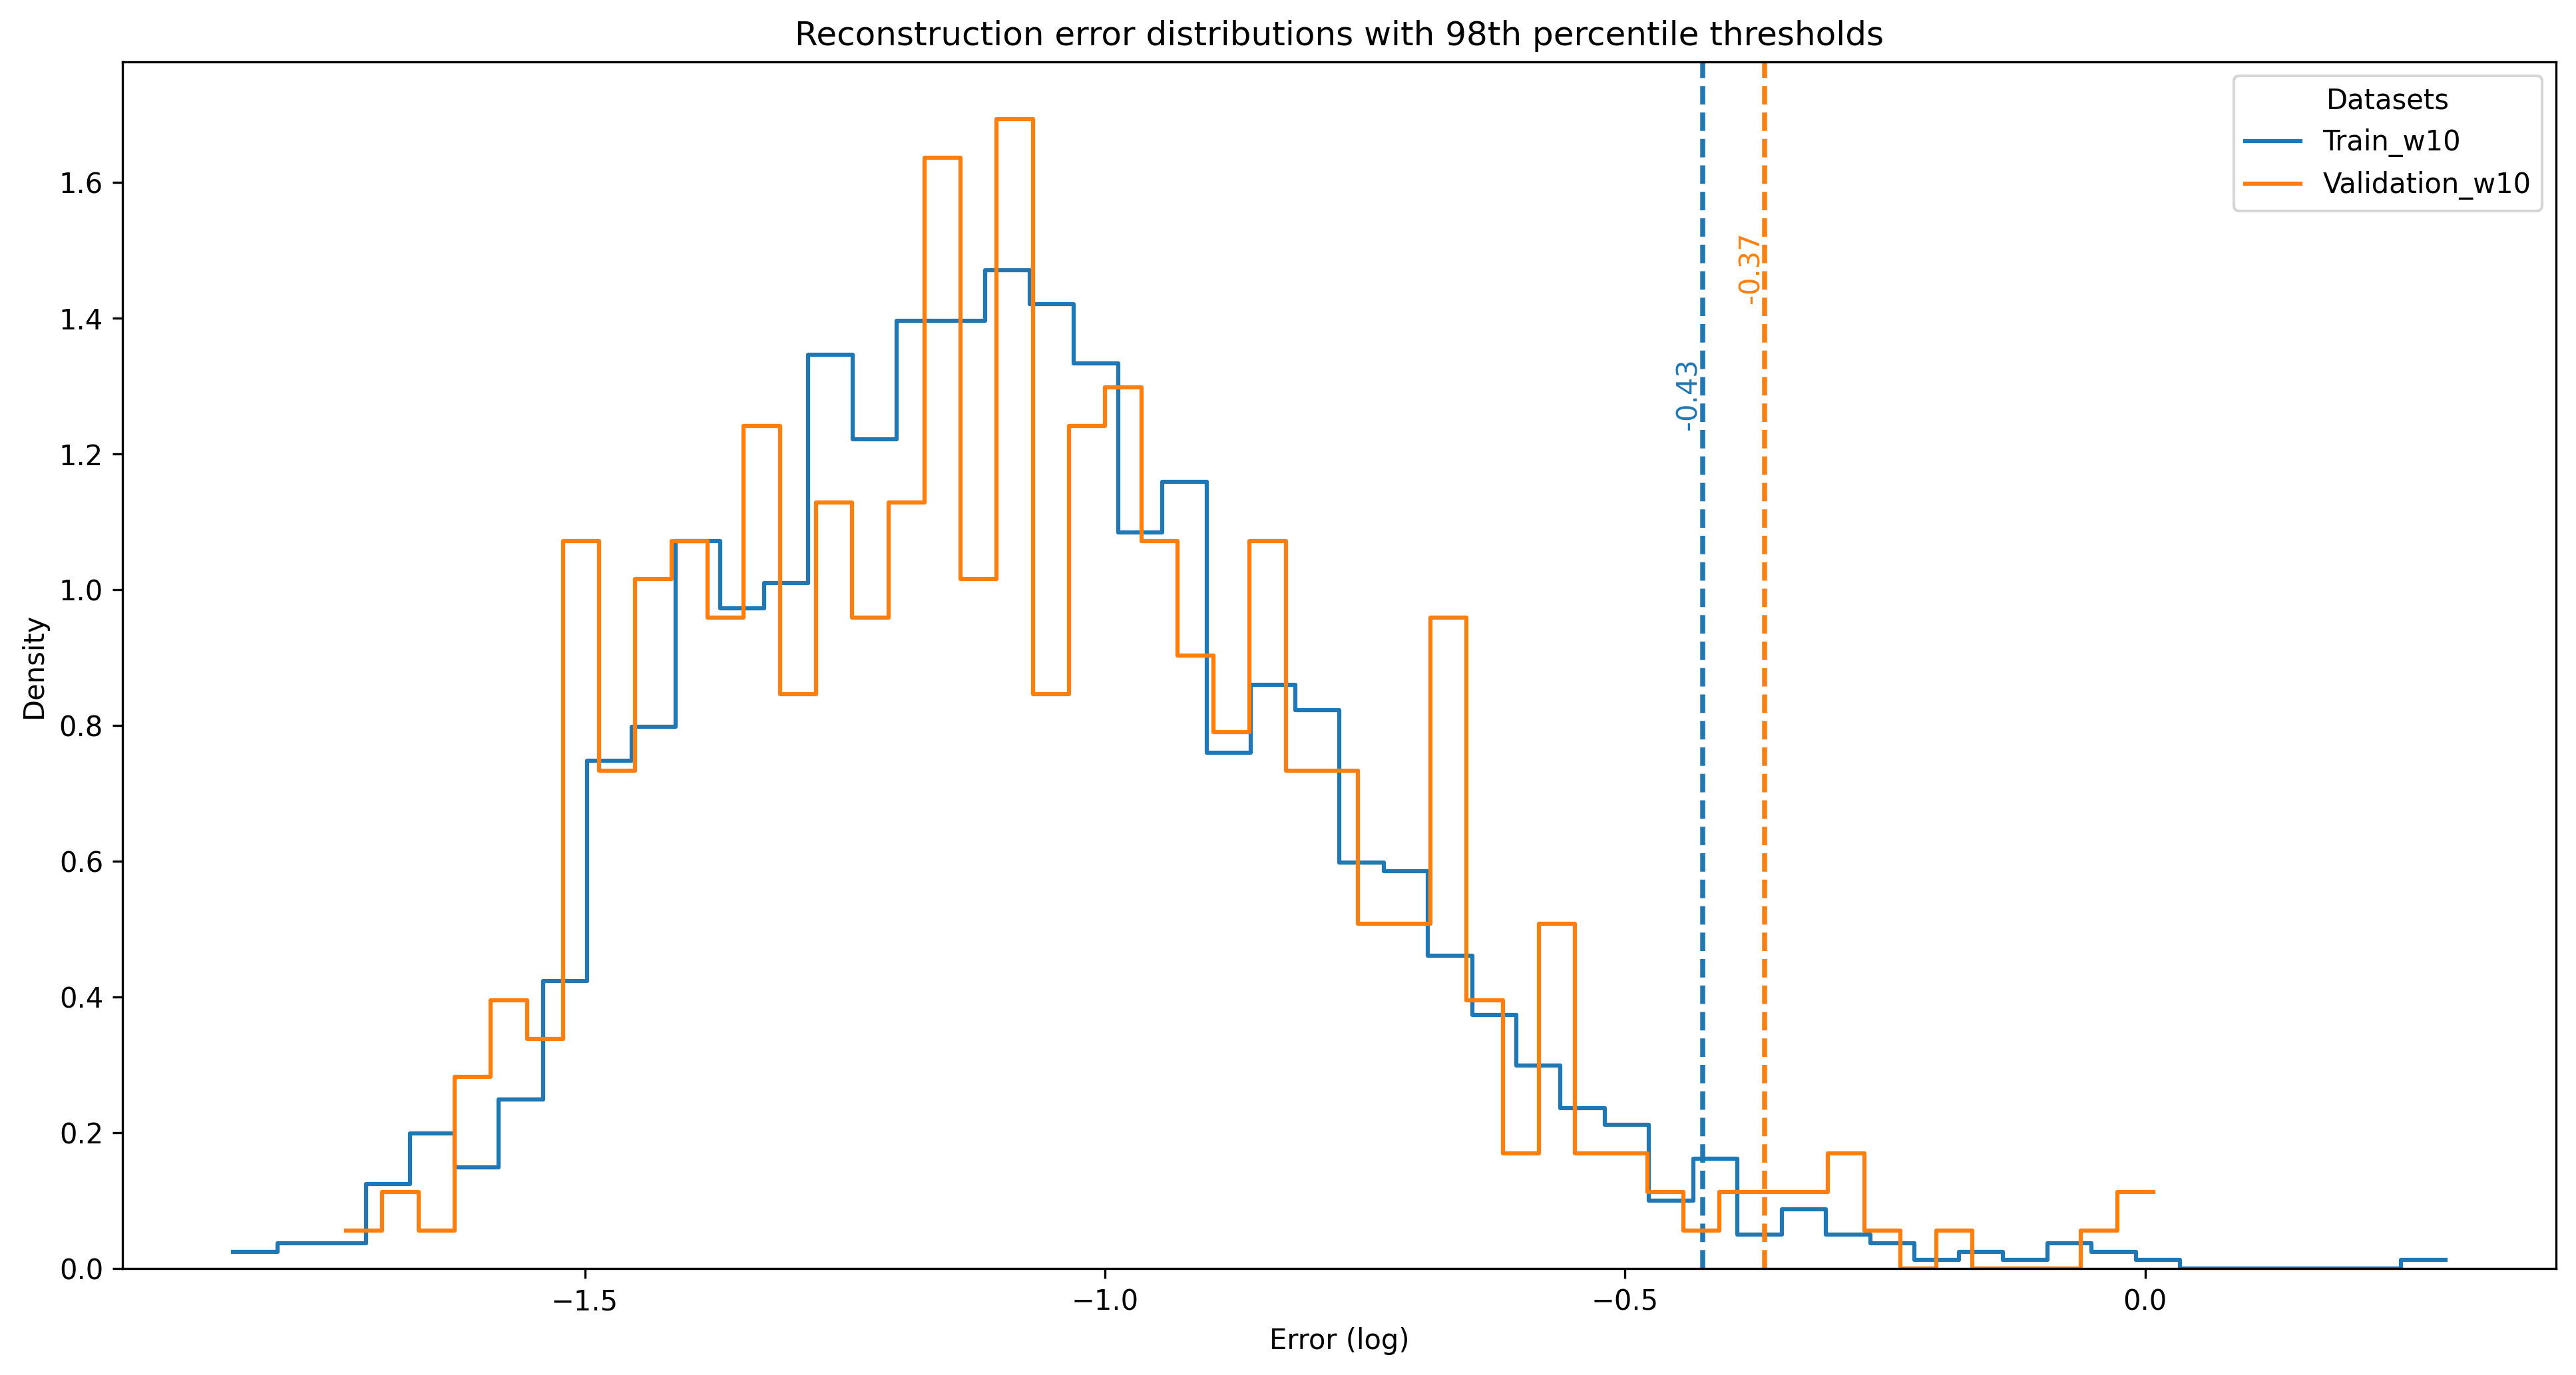 Reconstruction error distributions with 98th percentile thresholds
Datasets
Train_w10
Validation_w10
-0.37
-0.43
Density
1.6
1.4
1.2
1.0
0.8
0.6
0.4
0.2
0.0
−1.5
−1.0
−0.5
0.0
Error (log)